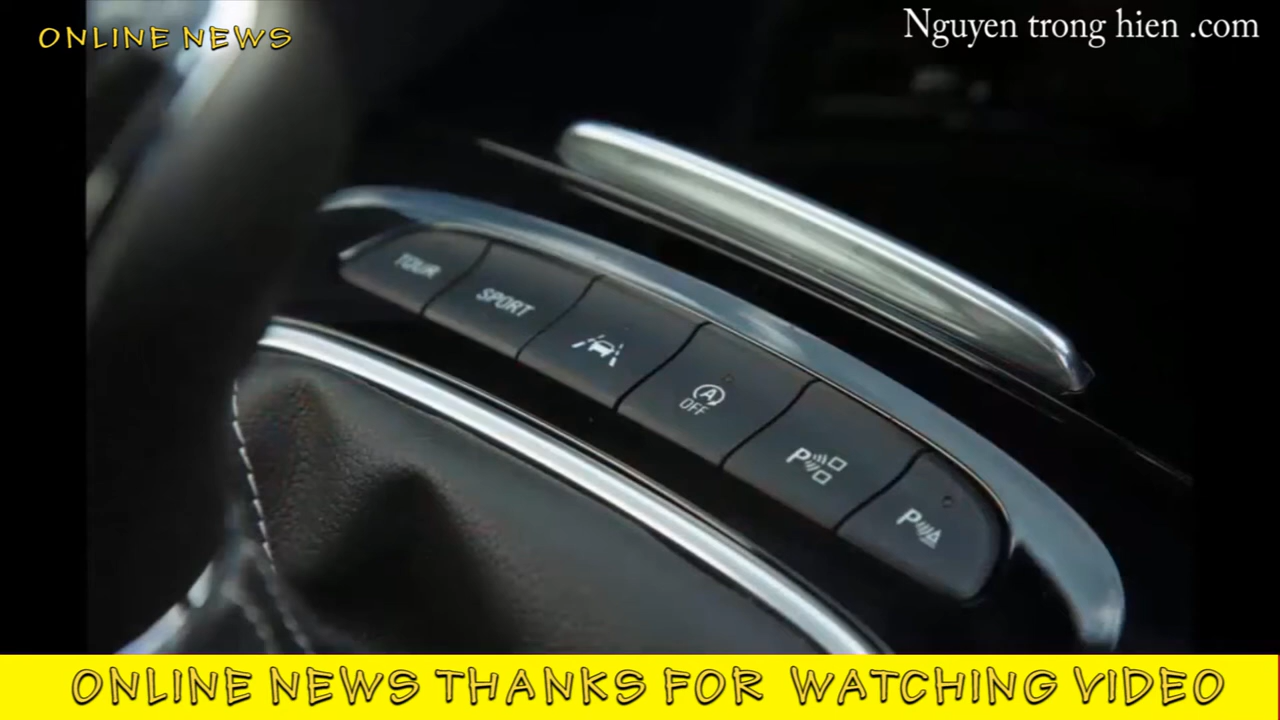 ONLINE NEWS
Nguyen trong hien .com
TOUR
SPORT
A
OFF
P
P
ONLINE NEWS THANKS FOR WATCHING VIDEO